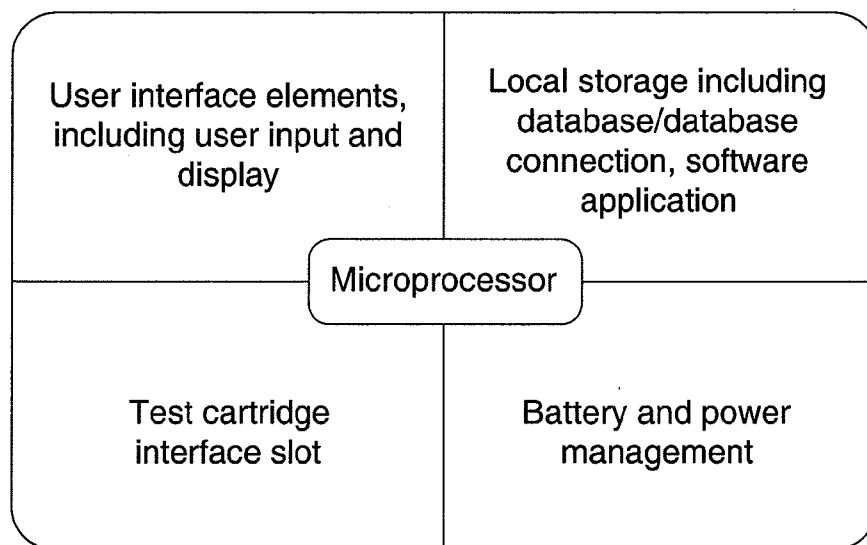 User interface elements,
including user input and
display
Local storage including
database/database
connection, software
application
Microprocessor
Test cartridge
interface slot
Battery and power
management